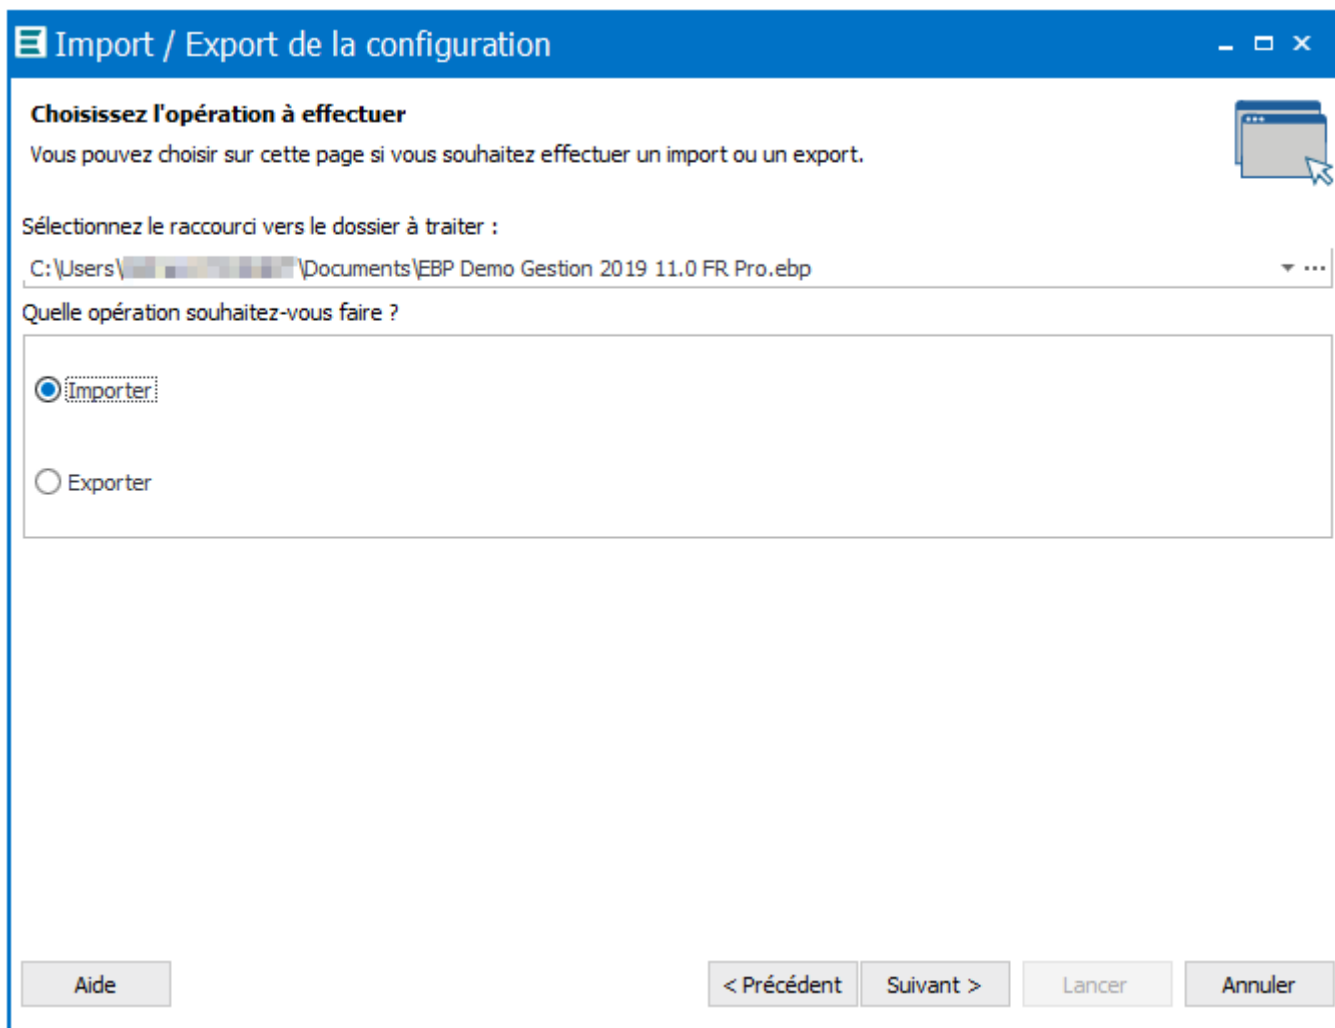 Import / Export de la configuration
Choisissez l'opération à effectuer
Vous pouvez choisir sur cette page si vous souhaitez effectuer un import ou un export.
Sélectionnez le raccourci vers le dossier à traiter :
C:\Users\ \Documents\EBP Demo Gestion 2019 11.0 FR Pro.ebp
Quelle opération souhaitez-vous faire ?
Importer
Exporter
Aide < Précédent Suivant > Lancer Annuler